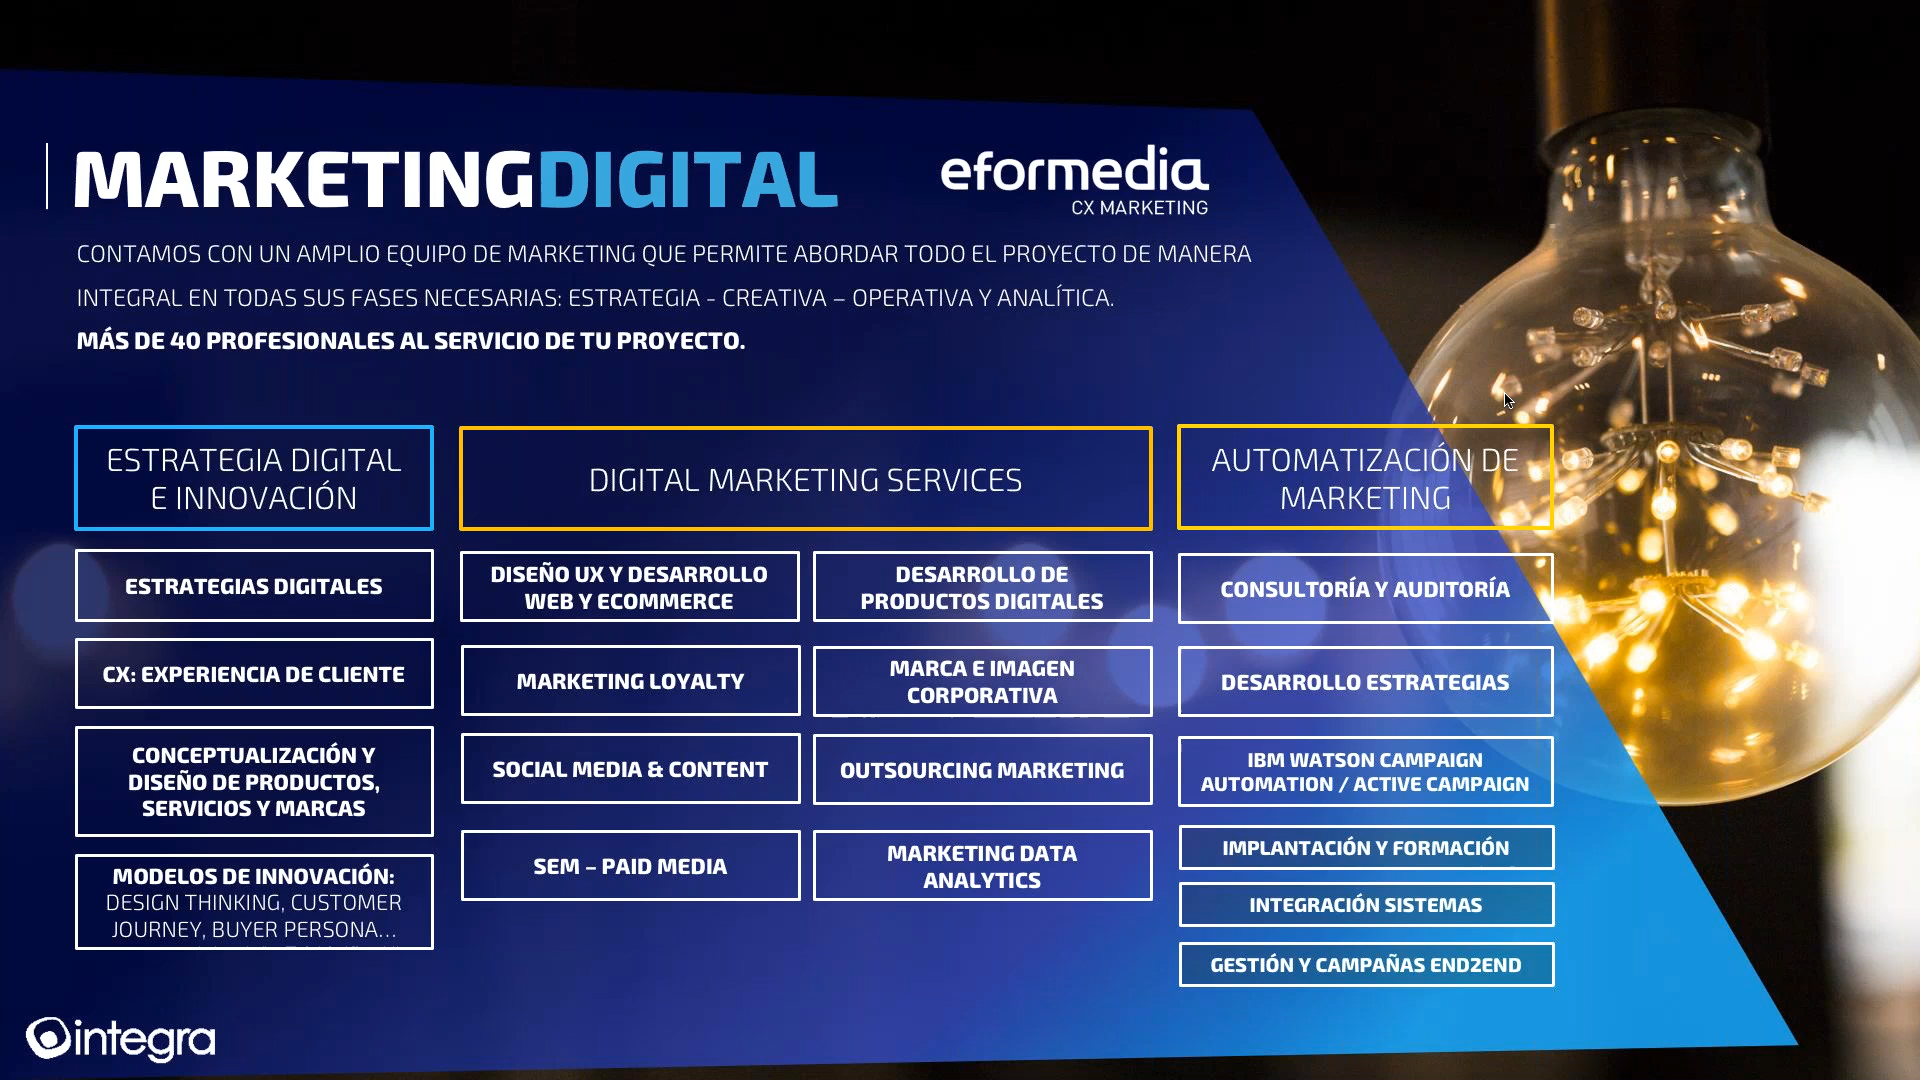 MARKETINGDIGITAL
eformedia
CX MARKETING
CONTAMOS CON UN AMPLIO EQUIPO DE MARKETING QUE PERMITE ABORDAR TODO EL PROYECTO DE MANERA
INTEGRAL EN TODAS SUS FASES NECESARIAS: ESTRATEGIA - CREATIVA – OPERATIVA Y ANALÍTICA.
MÁS DE 40 PROFESIONALES AL SERVICIO DE TU PROYECTO.
ESTRATEGIA DIGITAL
E INNOVACIÓN
ESTRATEGIAS DIGITALES
CX: EXPERIENCIA DE CLIENTE
CONCEPTUALIZACIÓN Y
DISEÑO DE PRODUCTOS,
SERVICIOS Y MARCAS
MODELOS DE INNOVACIÓN:
DESIGN THINKING, CUSTOMER
JOURNEY, BUYER PERSONA...
DIGITAL MARKETING SERVICES
DISEÑO UX Y DESARROLLO
WEB Y ECOMMERCE
MARKETING LOYALTY
SOCIAL MEDIA & CONTENT
SEM – PAID MEDIA
DESARROLLO DE
PRODUCTOS DIGITALES
MARCA E IMAGEN
CORPORATIVA
OUTSOURCING MARKETING
MARKETING DATA
ANALYTICS
AUTOMATIZACIÓN DE
MARKETING
CONSULTORÍA Y AUDITORÍA
DESARROLLO ESTRATEGIAS
IBM WATSON CAMPAIGN
AUTOMATION / ACTIVE CAMPAIGN
IMPLANTACIÓN Y FORMACIÓN
INTEGRACIÓN SISTEMAS
GESTIÓN Y CAMPAÑAS END2END
integra